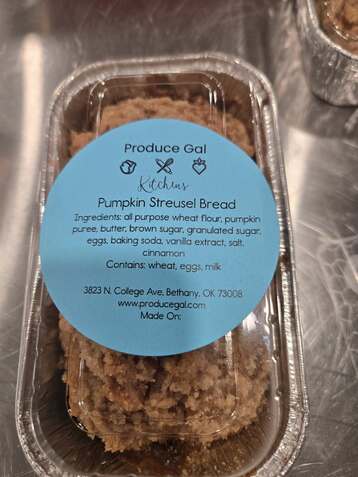 Produce Gal
Kitchens
Pumpkin Streusel Bread
Ingredients: all purpose wheat flour, pumpkin
puree, butter, brown sugar, granulated sugar,
eggs, baking soda, vanilla extract, salt,
cinnamon
Contains: wheat, eggs, milk
3823 N. College Ave, Bethany, OK 73008
www.producegal.com
Made On: